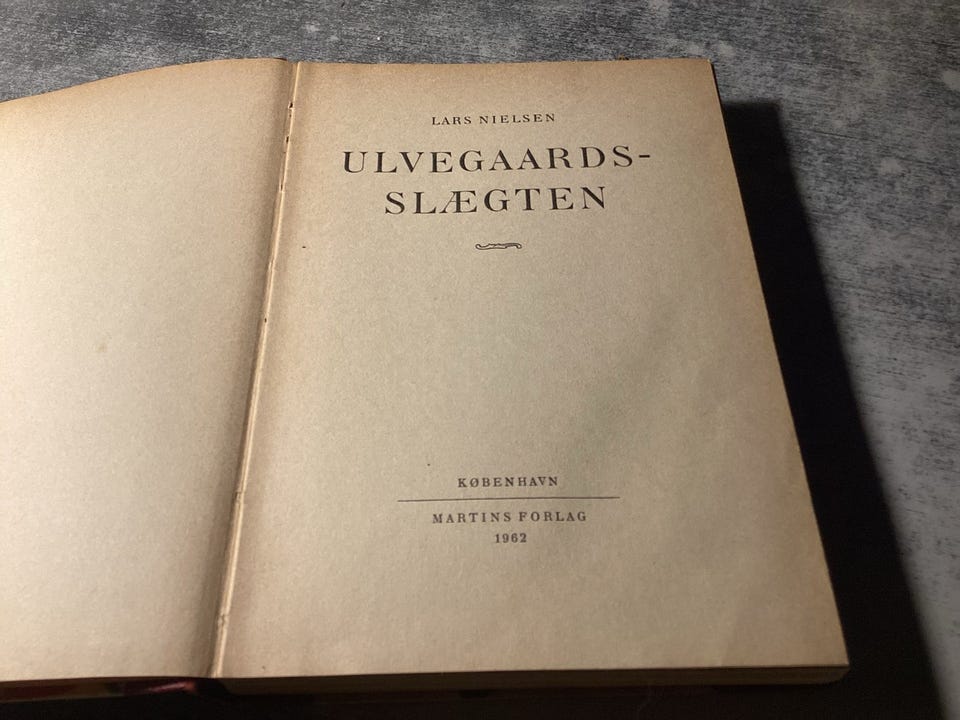 LARS NIELSEN
ULVEGAARDS-
SLÆGTEN
KØBENHAVN
MARTINS FORLAG
1962